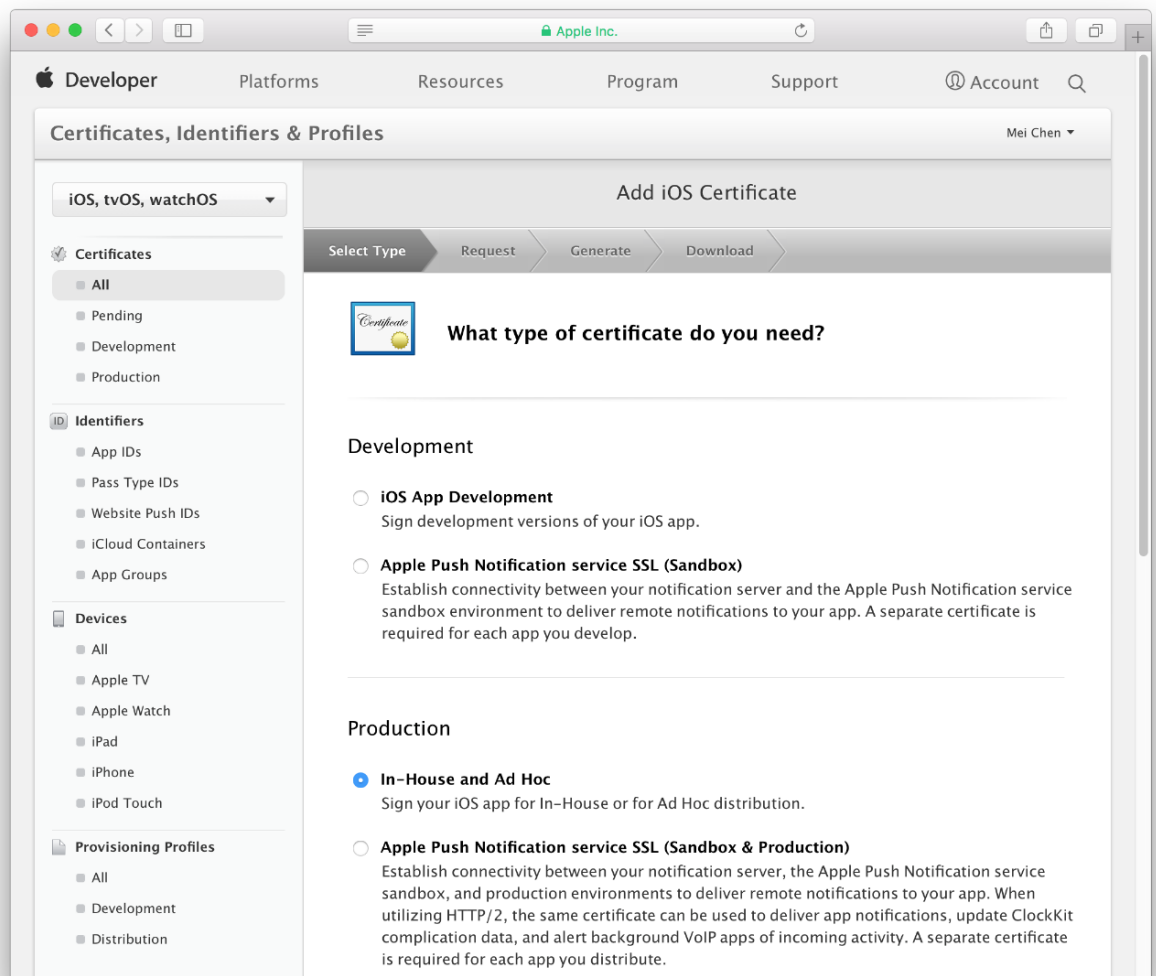 Apple Inc.
Developer
Platforms
Resources
Program
Support
Account
Certificates, Identifiers & Profiles
Mei Chen
iOS, tvOS, watchOS
Certificates
All
Pending
Development
Production
ID Identifiers
App IDs
Pass Type IDs
Website Push IDs
iCloud Containers
App Groups
Devices
All
Apple TV
Apple Watch
iPad
iPhone
iPod Touch
Provisioning Profiles
All
Development
Distribution
Add iOS Certificate
Select Type
Request
Generate
Download
Certificate
What type of certificate do you need?
Development
iOS App Development
Sign development versions of your iOS app.
Apple Push Notification service SSL (Sandbox)
Establish connectivity between your notification server and the Apple Push Notification service
sandbox environment to deliver remote notifications to your app. A separate certificate is
required for each app you develop.
Production
In-House and Ad Hoc
Sign your iOS app for In-House or for Ad Hoc distribution.
Apple Push Notification service SSL (Sandbox & Production)
Establish connectivity between your notification server, the Apple Push Notification service
sandbox, and production environments to deliver remote notifications to your app. When
utilizing HTTP/2, the same certificate can be used to deliver app notifications, update ClockKit
complication data, and alert background VoIP apps of incoming activity. A separate certificate
is required for each app you distribute.